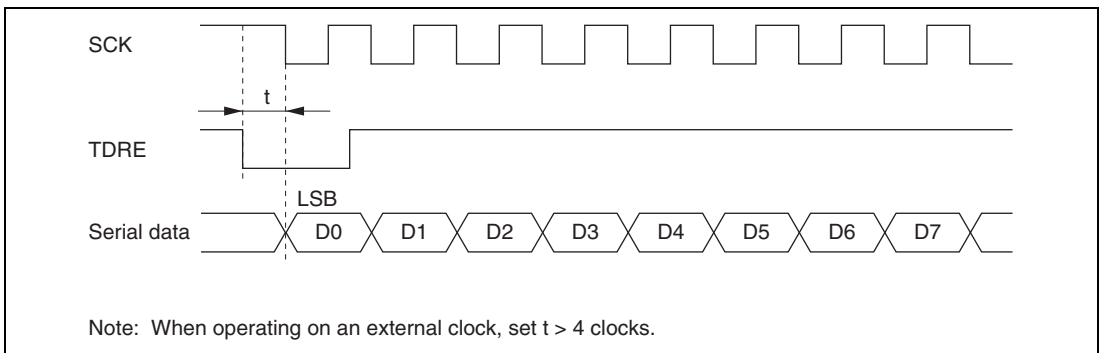 SCK
t
TDRE
LSB
Serial data D0 D1 D2 D3 D4 D5 D6 D7
Note: When operating on an external clock, set t > 4 clocks.